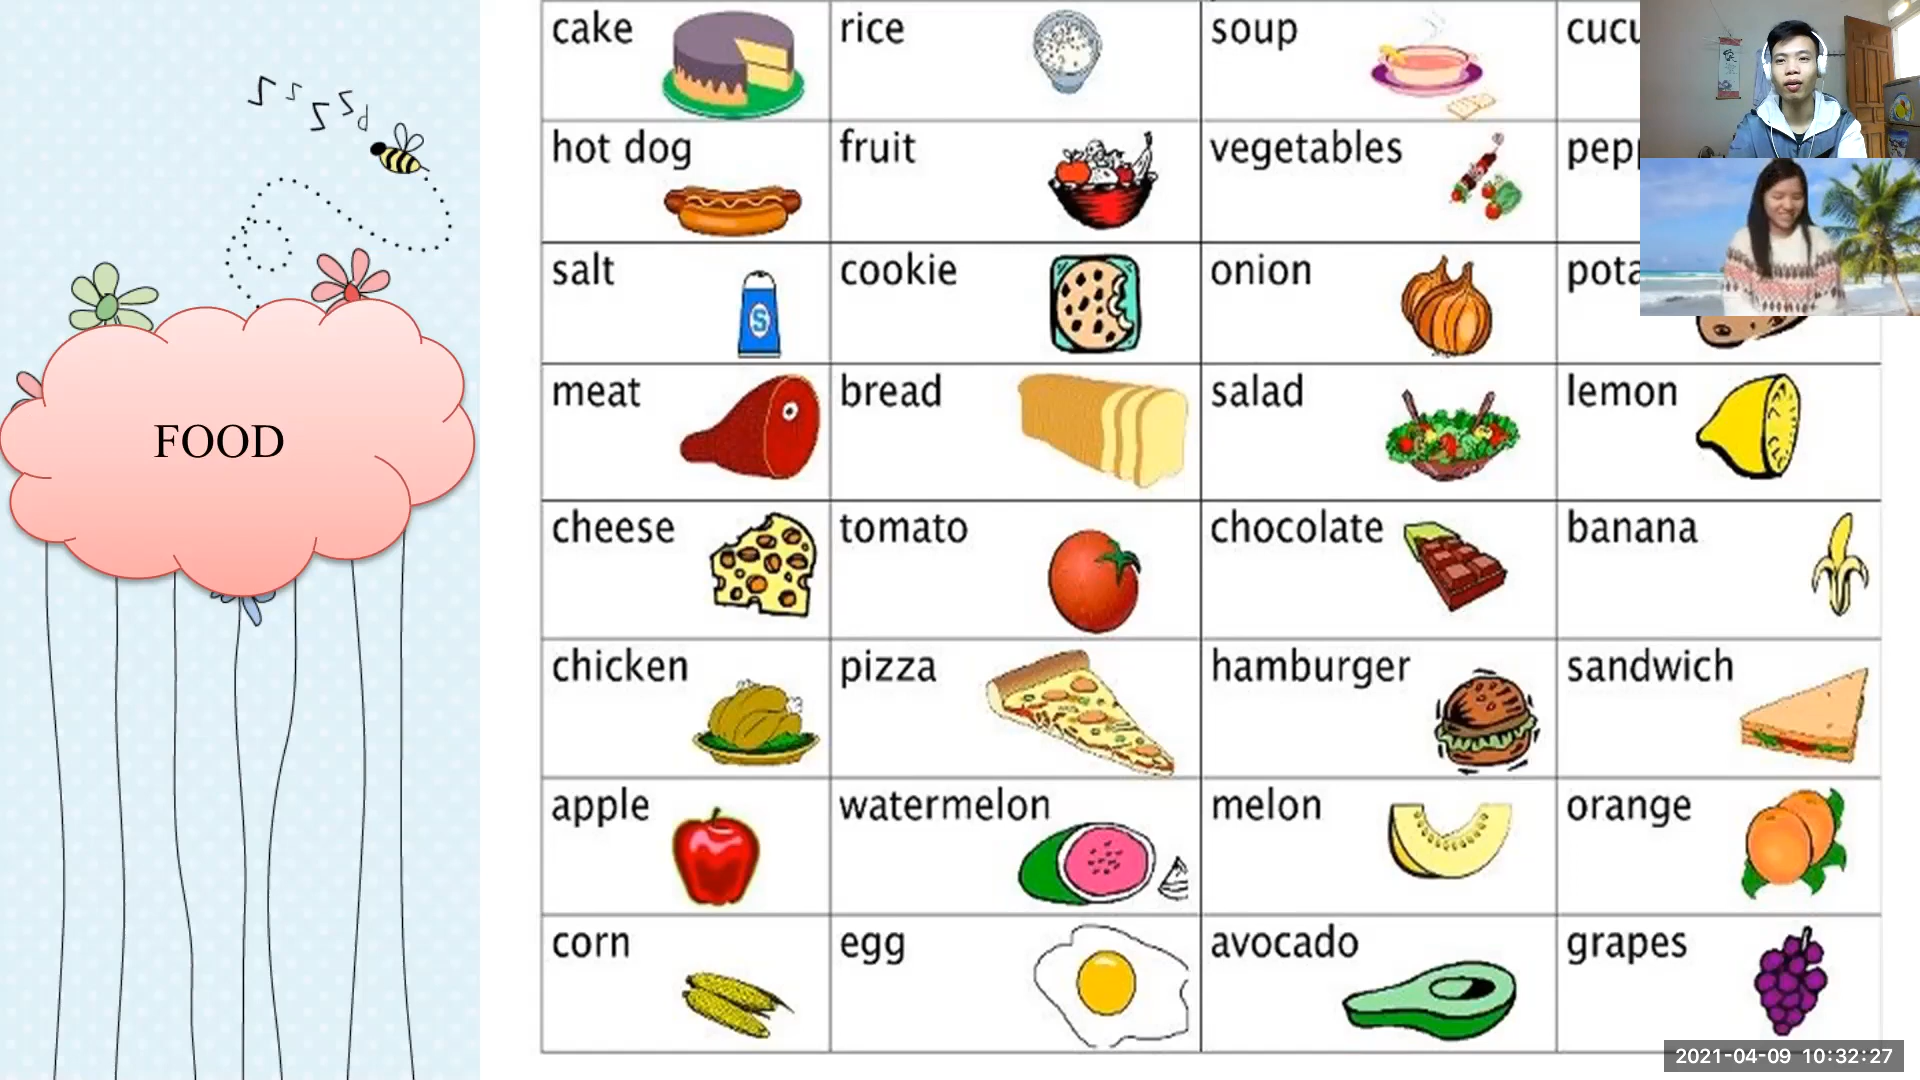 FOOD
cake rice soup
hot dog fruit vegetables
salt
S
cookie onion
meat bread salad lemon
cheese tomato chocolate banana
chicken pizza hamburger sandwich
apple watermelon melon orange
corn egg avocado grapes
2021-04-09 10:32:27